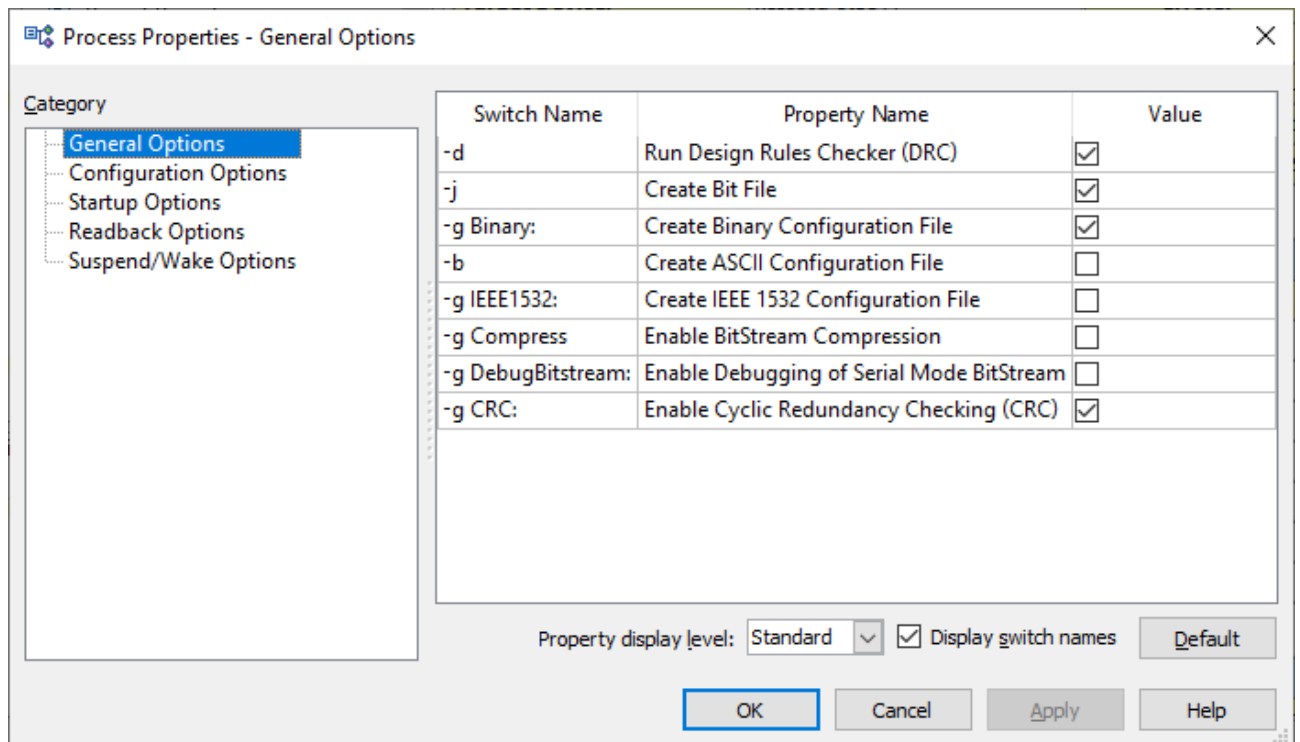 Process Properties - General Options
Category
General Options
Configuration Options
Startup Options
Readback Options
Suspend/Wake Options
Switch Name Property Name Value
-d Run Design Rules Checker (DRC)
-j Create Bit File
-g Binary: Create Binary Configuration File
-b Create ASCII Configuration File
-g IEEE1532: Create IEEE 1532 Configuration File
-g Compress Enable BitStream Compression
-g DebugBitstream: Enable Debugging of Serial Mode BitStream
-g CRC: Enable Cyclic Redundancy Checking (CRC)
Property display level: Standard Display switch names Default
OK Cancel Apply Help